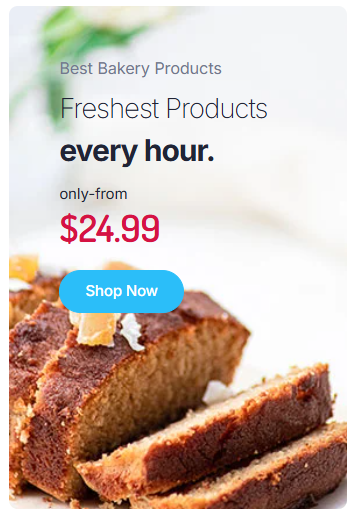 Best Bakery Products
Freshest Products
every hour.
only-from
$24.99
Shop Now